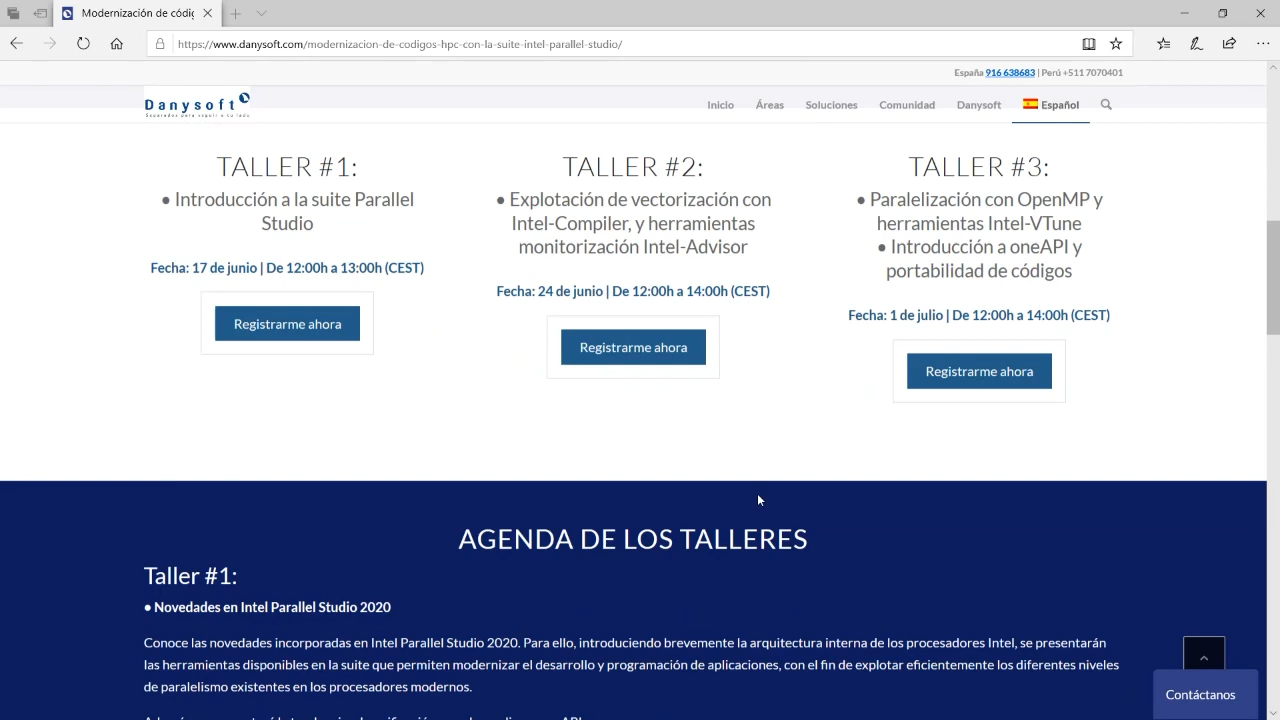 Modernización de códig
https://www.danysoft.com/modernizacion-de-codigos-hpc-con-la-suite-intel-parallel-studio/
España 916 638683 | Perú +511 7070401
Danysoft
Inicio Áreas Soluciones Comunidad Danysoft Español
TALLER #1:
• Introducción a la suite Parallel
Studio
Fecha: 17 de junio | De 12:00h a 13:00h (CEST)
Registrarme ahora
TALLER #2:
• Explotación de vectorización con
Intel-Compiler, y herramientas
monitorización Intel-Advisor
Fecha: 24 de junio | De 12:00h a 14:00h (CEST)
Registrarme ahora
TALLER #3:
• Paralelización con OpenMP y
herramientas Intel-VTune
• Introducción a oneAPI y
portabilidad de códigos
Fecha: 1 de julio | De 12:00h a 14:00h (CEST)
Registrarme ahora
AGENDA DE LOS TALLERES
Taller #1:
• Novedades en Intel Parallel Studio 2020
Conoce las novedades incorporadas en Intel Parallel Studio 2020. Para ello, introduciendo brevemente la arquitectura interna de los procesadores Intel, se presentarán
las herramientas disponibles en la suite que permiten modernizar el desarrollo y programación de aplicaciones, con el fin de explotar eficientemente los diferentes niveles
de paralelismo existentes en los procesadores modernos.
Contáctanos